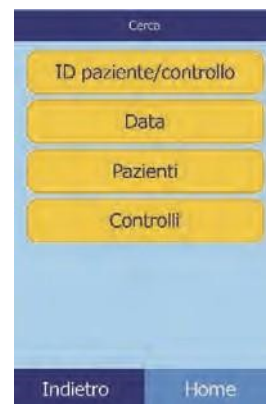 Cerca
ID paziente/controllo
Data
Pazienti
Controlli
Indietro Home